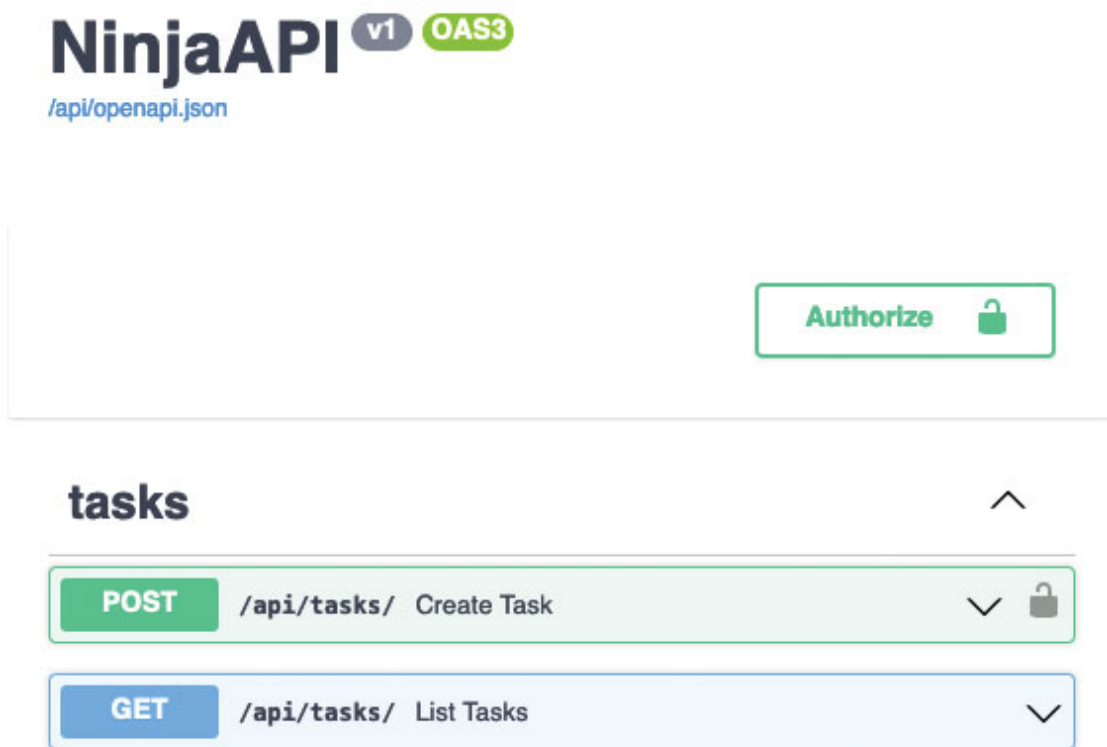 NinjaAPI v1 OAS3
/api/openapi.json
Authorize
tasks
POST /api/tasks/ Create Task
GET /api/tasks/ List Tasks